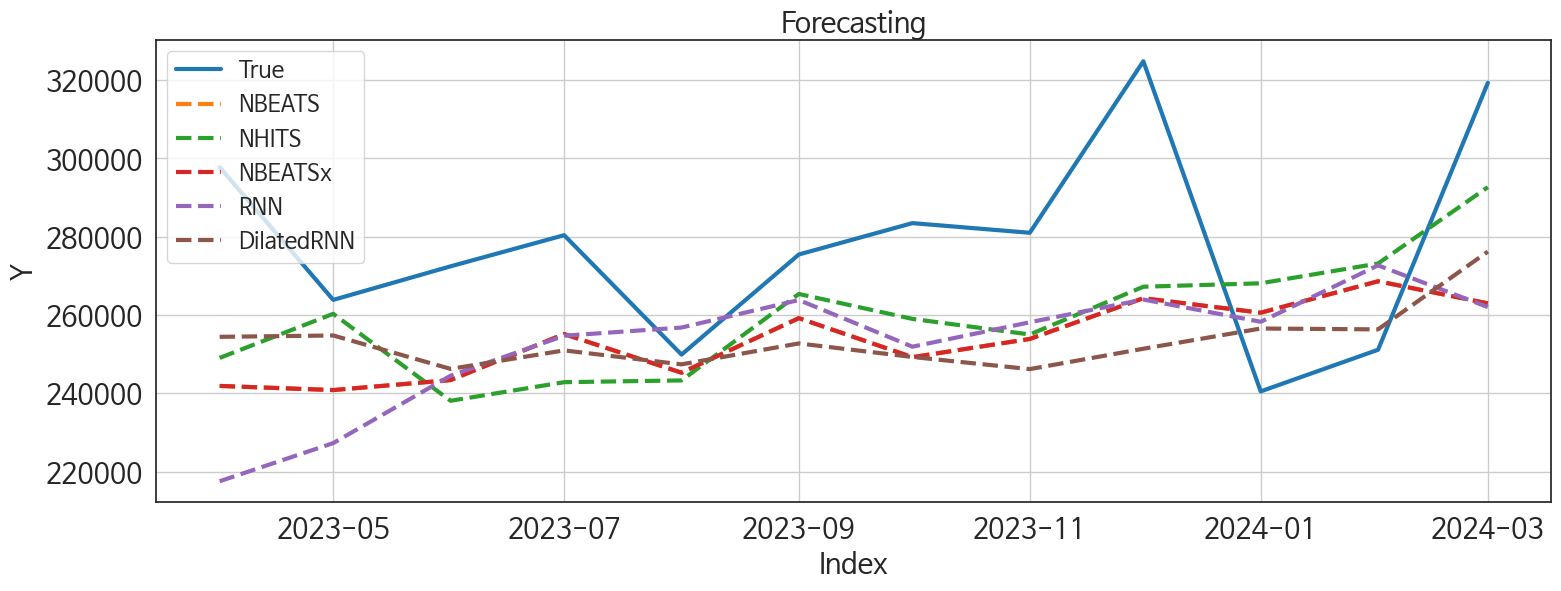 Forecasting
True
NBEATS
NHITS
NBEATSx
RNN
DilatedRNN
320000
300000
280000
260000
240000
220000
Y
2023-05 2023-07 2023-09 2023-11 2024-01 2024-03
Index